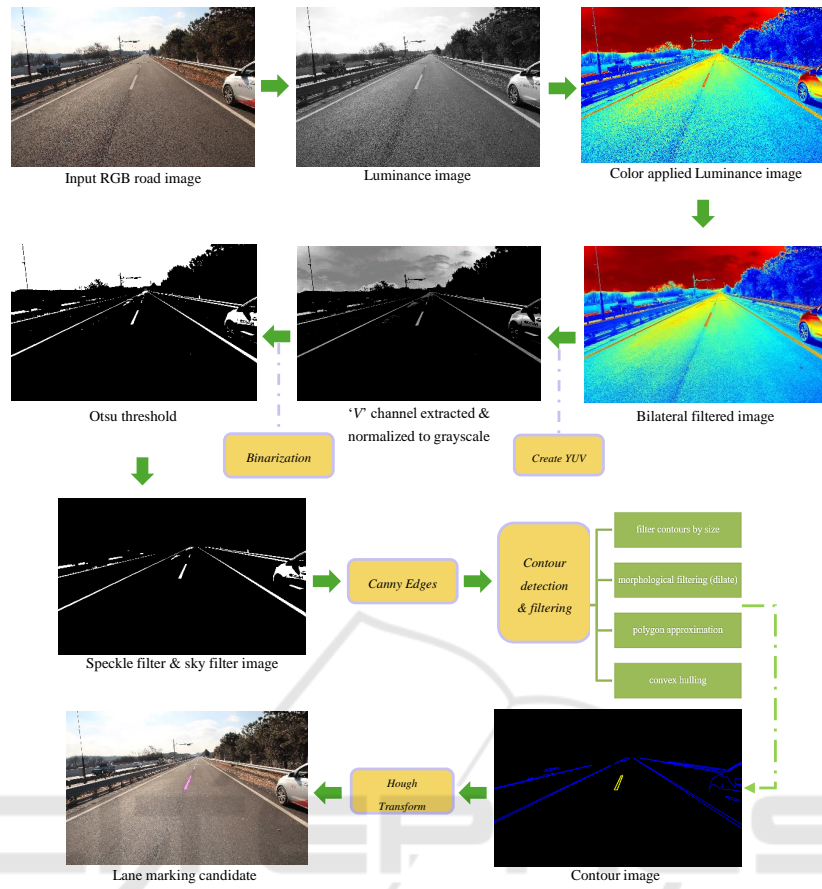 Input RGB road image
Luminance image
Color applied Luminance image
Otsu threshold
‘V’ channel extracted &
normalized to grayscale
Bilateral filtered image
Binarization
Create YUV
Speckle filter & sky filter image
Canny Edges
Contour
detection
& filtering
filter contours by size
morphological filtering (dilate)
polygon approximation
convex hulling
Lane marking candidate
Hough
Transform
Contour image